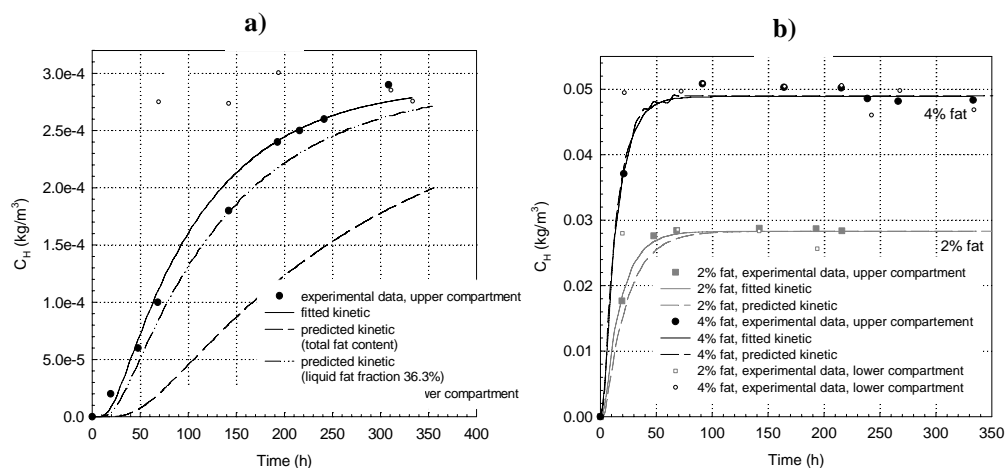 a)
3.0e-4
2.5e-4
2.0e-4
1.5e-4
1.0e-4
5.0e-5
0.0
C_H (kg/m³)
experimental data, upper compartment
fitted kinetic
predicted kinetic
(total fat content)
predicted kinetic
(liquid fat fraction 36.3%)
ver compartment
0 50 100 150 200 250 300 350 400
Time (h)
b)
0.05
0.04
0.03
0.02
0.01
0.00
C_H (kg/m³)
4% fat
2% fat
2% fat, experimental data, upper compartment
2% fat, fitted kinetic
2% fat, predicted kinetic
4% fat, experimental data, upper compartement
4% fat, fitted kinetic
4% fat, predicted kinetic
2% fat, experimental data, lower compartment
4% fat, experimental data, lower compartment
0 50 100 150 200 250 300 350
Time (h)